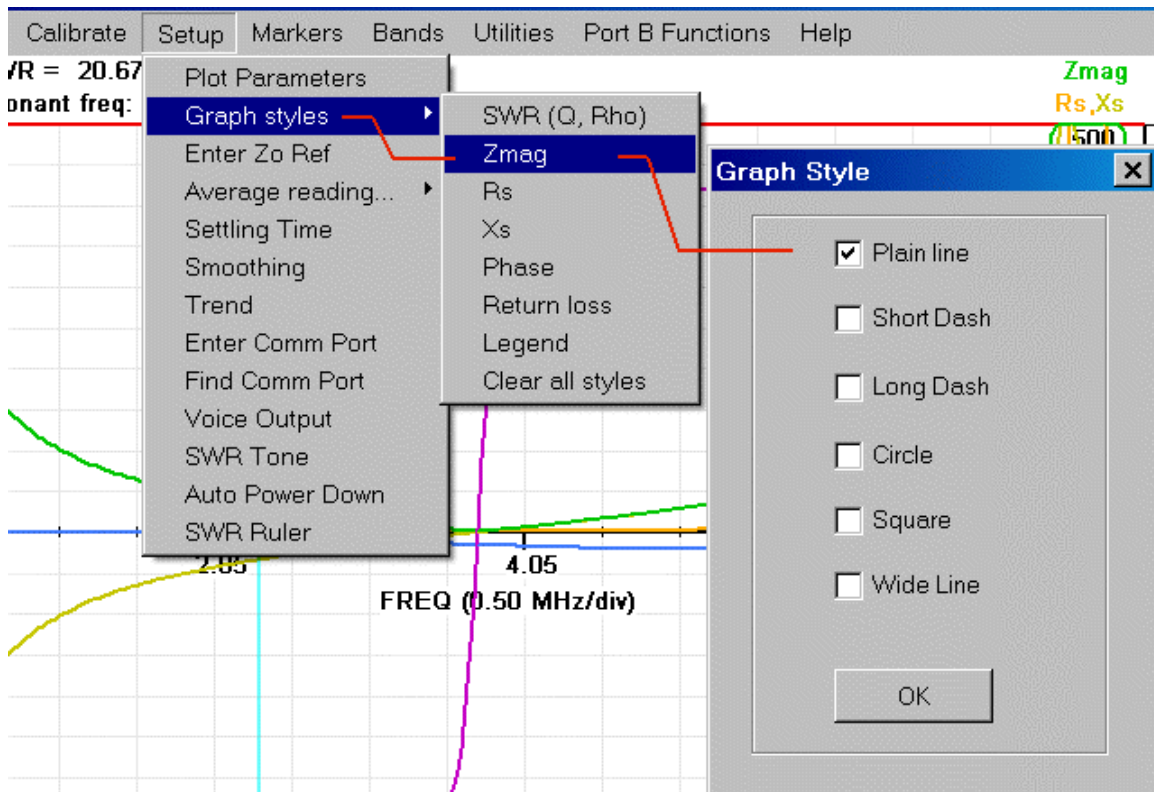 Calibrate Setup Markers Bands Utilities Port B Functions Help
VR = 20.67
onant freq:
Plot Parameters
Graph styles
Enter Zo Ref
Average reading...
Settling Time
Smoothing
Trend
Enter Comm Port
Find Comm Port
Voice Output
SWR Tone
Auto Power Down
SWR Ruler
SWR (Q, Rho)
Zmag
Rs
Xs
Phase
Return loss
Legend
Clear all styles
Zmag
Rs,Xs
500
Graph Style
Plain line
Short Dash
Long Dash
Circle
Square
Wide Line
OK
2.05 4.05
FREQ (0.50 MHz/div)